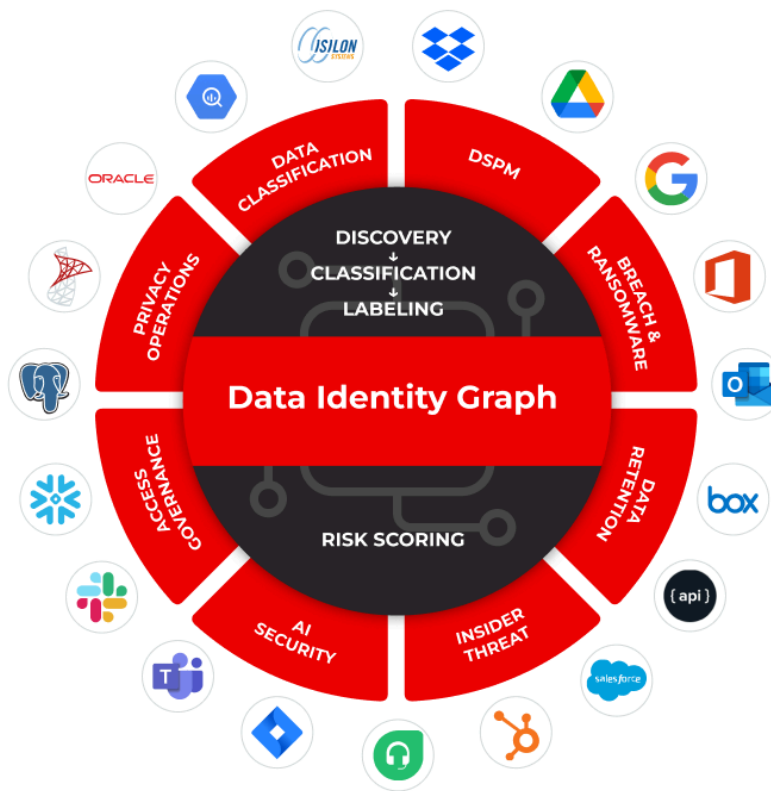 ISILON
SYSTEMS
ORACLE
DATA
CLASSIFICATION
DSPM
PRIVACY
OPERATIONS
BREACH &
RANSOMWARE
DISCOVERY
↓
CLASSIFICATION
↓
LABELING
Data Identity Graph
RISK SCORING
ACCESS
GOVERNANCE
DATA
RETENTION
AI
SECURITY
INSIDER
THREAT
O
box
{ api }
salesforce
T